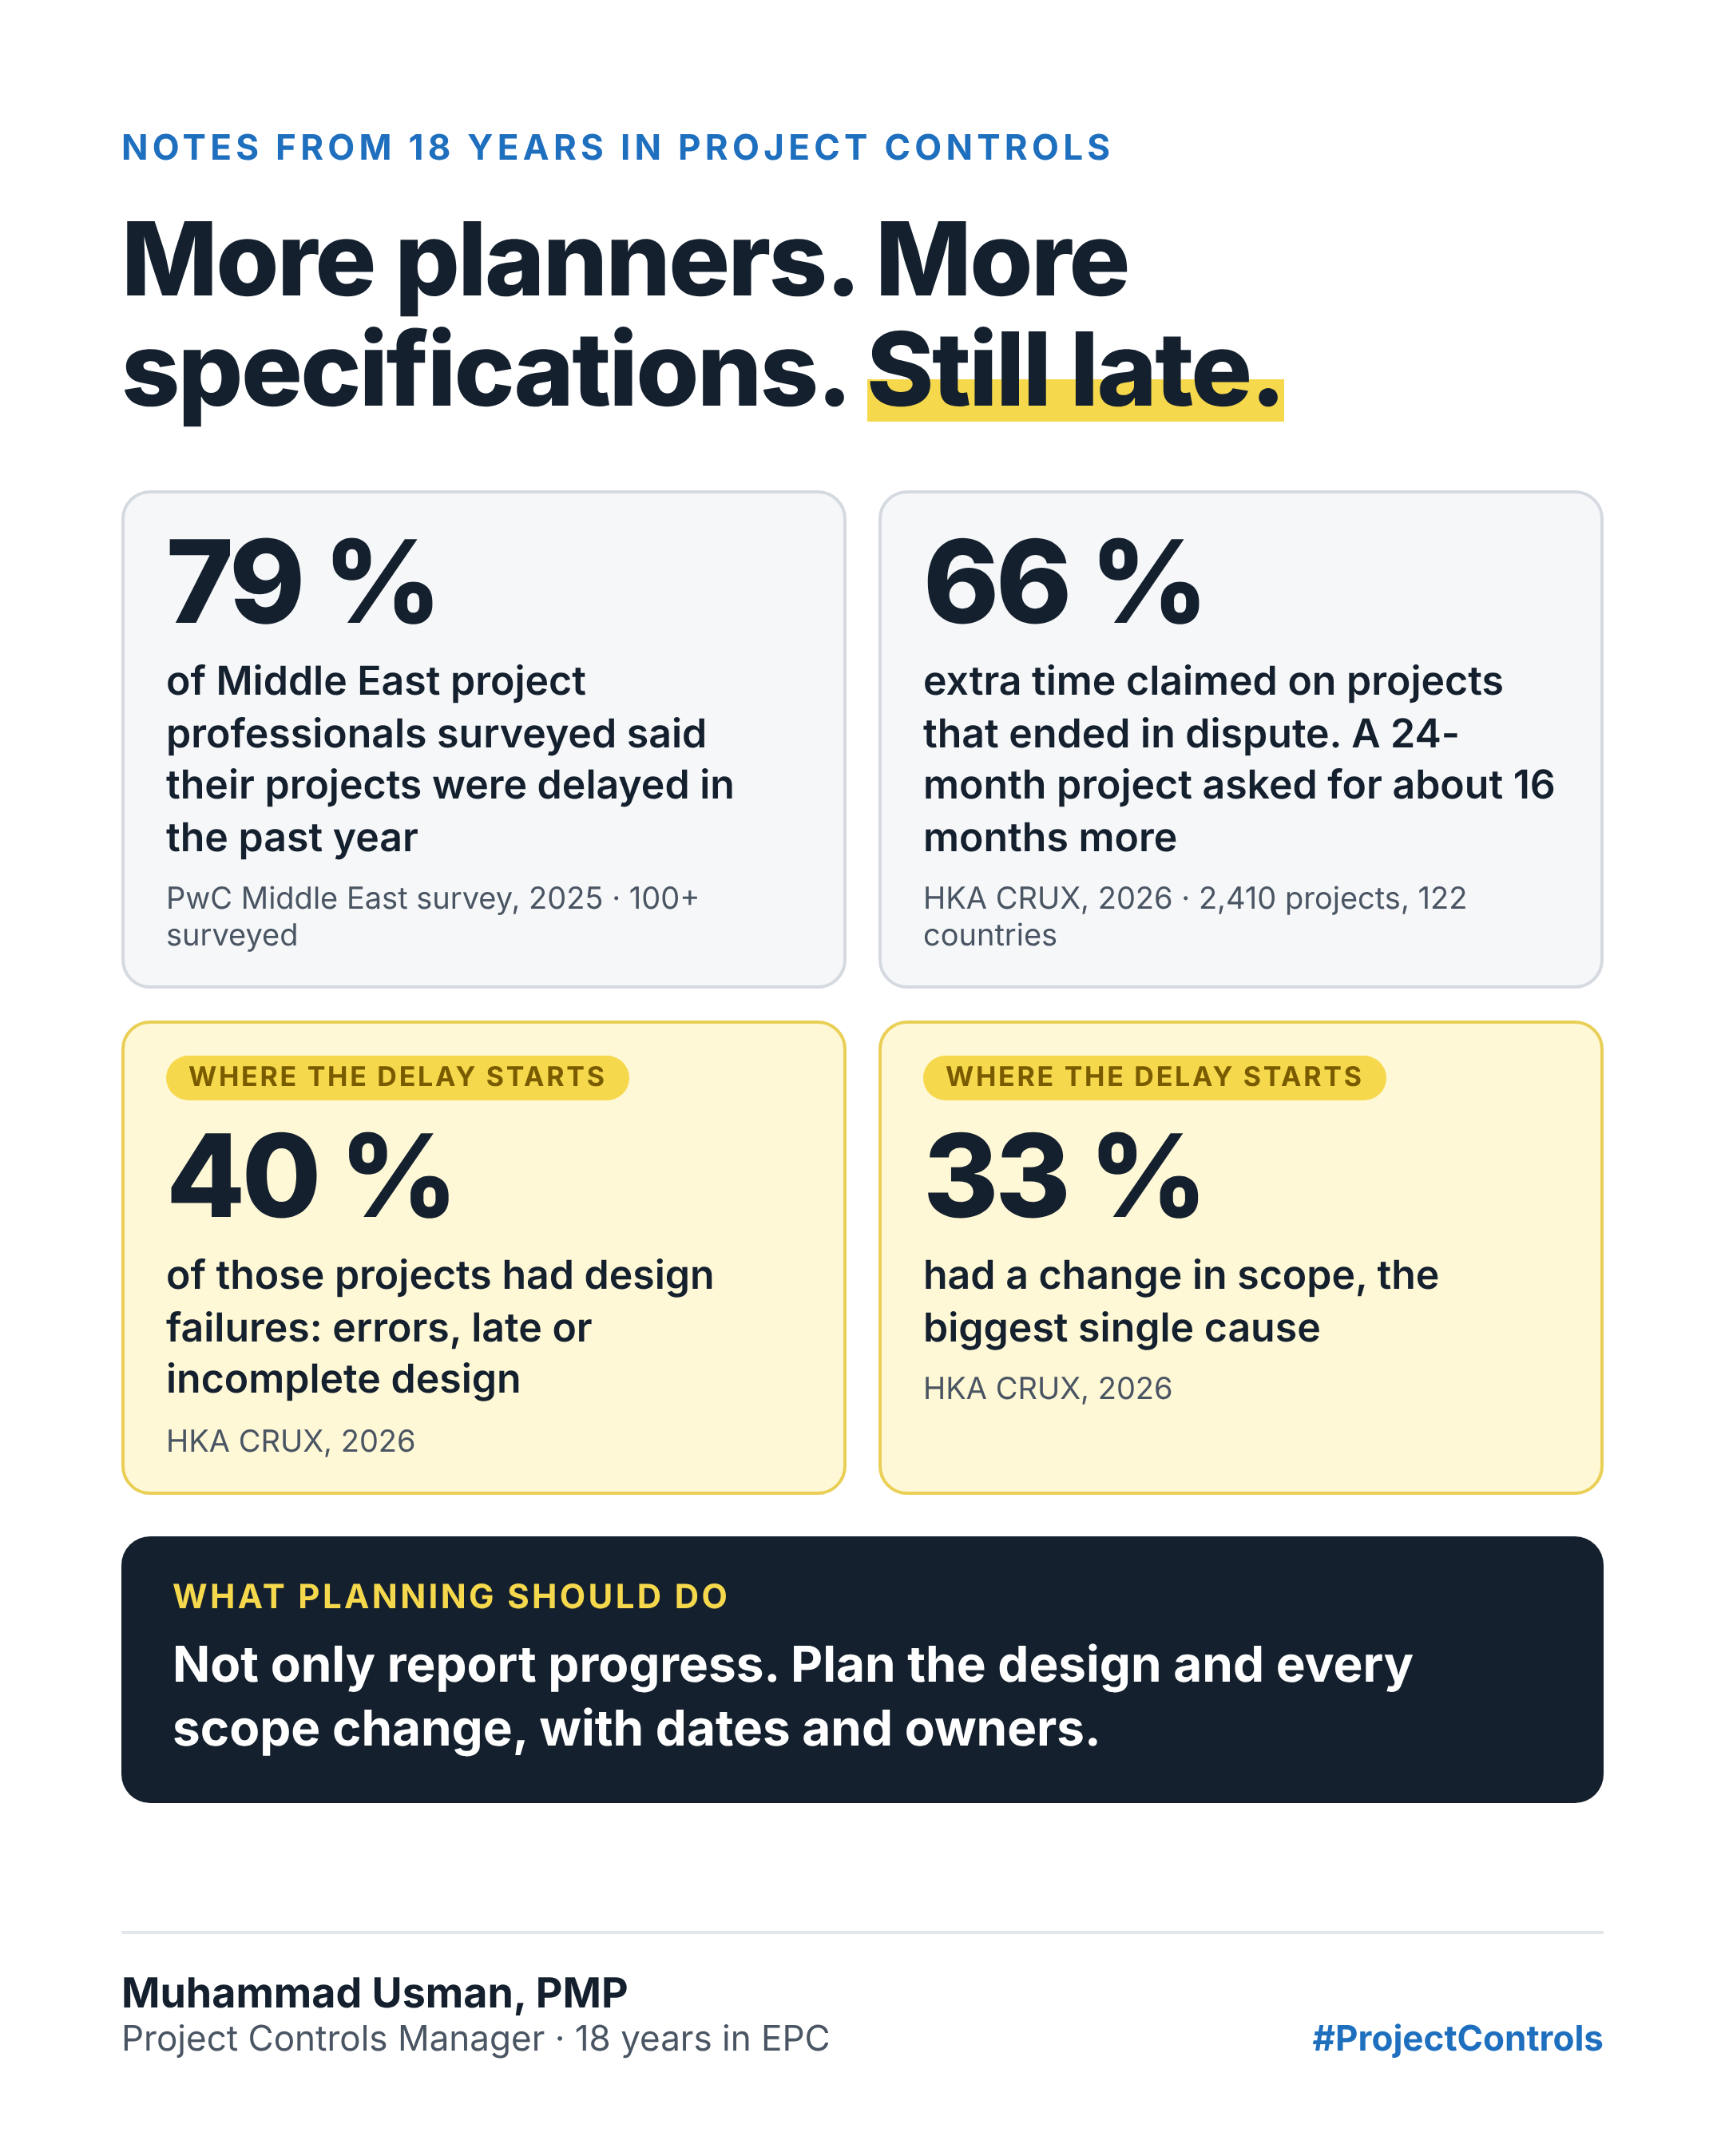 NOTES FROM 18 YEARS IN PROJECT CONTROLS
More planners. More
specifications. Still late.
79 %
of Middle East project
professionals surveyed said
their projects were delayed in
the past year
PwC Middle East survey, 2025 · 100+
surveyed
66 %
extra time claimed on projects
that ended in dispute. A 24-
month project asked for about 16
months more
HKA CRUX, 2026 · 2,410 projects, 122
countries
WHERE THE DELAY STARTS
40 %
of those projects had design
failures: errors, late or
incomplete design
HKA CRUX, 2026
WHERE THE DELAY STARTS
33 %
had a change in scope, the
biggest single cause
HKA CRUX, 2026
WHAT PLANNING SHOULD DO
Not only report progress. Plan the design and every
scope change, with dates and owners.
Muhammad Usman, PMP
Project Controls Manager · 18 years in EPC
#ProjectControls